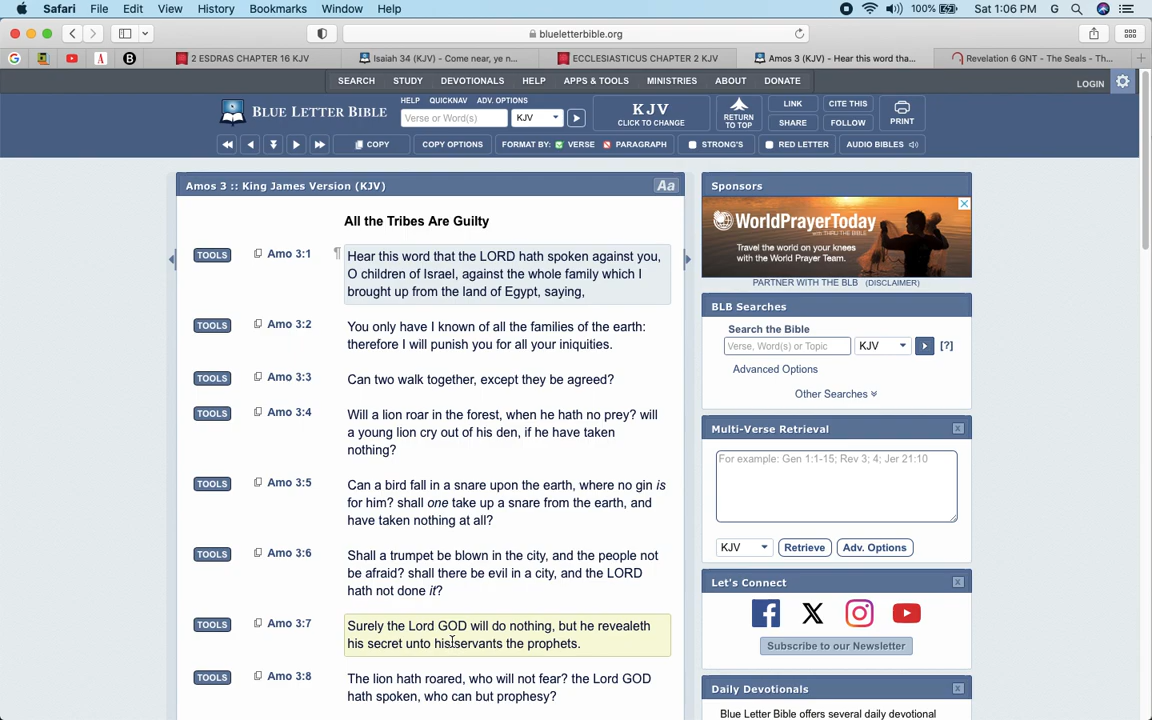 Safari File Edit View History Bookmarks Window Help 100% Sat 1:06 PM G
blueletterbible.org
2 ESDRAS CHAPTER 16 KJV
Isaiah 34 (KJV) - Come near, ye n...
ECCLESIASTICUS CHAPTER 2 KJV
Amos 3 (KJV) - Hear this word tha...
Revelation 6 GNT - The Seals - Th...
SEARCH STUDY DEVOTIONALS HELP APPS & TOOLS MINISTRIES ABOUT DONATE
LOGIN
BLUE LETTER BIBLE
HELP QUICKNAV ADV. OPTIONS
Verse or Word(s) KJV
KJV
CLICK TO CHANGE
RETURN
TO TOP
LINK CITE THIS
SHARE FOLLOW
PRINT
COPY COPY OPTIONS FORMAT BY: VERSE PARAGRAPH STRONG'S RED LETTER AUDIO BIBLES
Amos 3 :: King James Version (KJV) Aa
All the Tribes Are Guilty
TOOLS Amo 3:1 ¶ Hear this word that the LORD hath spoken against you,
O children of Israel, against the whole family which I
brought up from the land of Egypt, saying,
TOOLS Amo 3:2 You only have I known of all the families of the earth:
therefore I will punish you for all your iniquities.
TOOLS Amo 3:3 Can two walk together, except they be agreed?
TOOLS Amo 3:4 Will a lion roar in the forest, when he hath no prey? will
a young lion cry out of his den, if he have taken
nothing?
TOOLS Amo 3:5 Can a bird fall in a snare upon the earth, where no gin is
for him? shall one take up a snare from the earth, and
have taken nothing at all?
TOOLS Amo 3:6 Shall a trumpet be blown in the city, and the people not
be afraid? shall there be evil in a city, and the LORD
hath not done it?
TOOLS Amo 3:7 Surely the Lord GOD will do nothing, but he revealeth
his secret unto his servants the prophets.
TOOLS Amo 3:8 The lion hath roared, who will not fear? the Lord GOD
hath spoken, who can but prophesy?
Sponsors
WorldPrayerToday
with THRU the BIBLE
Travel the world on your
knees with the World Prayer Team.
PARTNER WITH THE BLB (DISCLAIMER)
BLB Searches
Search the Bible
Verse, Word(s) or Topic KJV [?]
Advanced Options
Other Searches
Multi-Verse Retrieval x
For example: Gen 1:1-15; Rev 3; 4; Jer 21:10
KJV Retrieve Adv. Options
Let's Connect x
Subscribe to our Newsletter
Daily Devotionals x
Blue Letter Bible offers several daily devotional